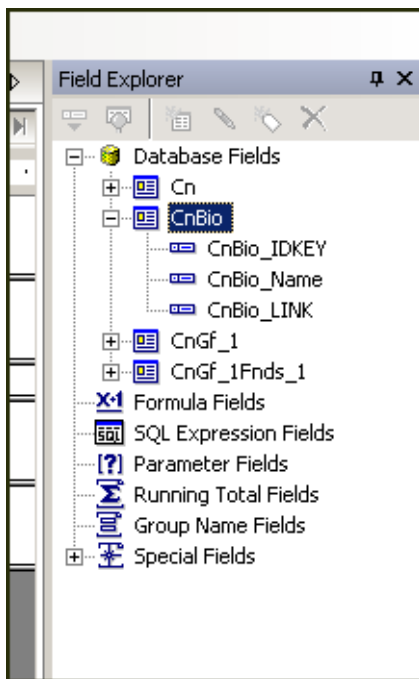 Field Explorer
Database Fields
Cn
CnBio
CnBio_IDKEY
CnBio_Name
CnBio_LINK
CnGf_1
CnGf_1Fnds_1
Formula Fields
SQL Expression Fields
Parameter Fields
Running Total Fields
Group Name Fields
Special Fields